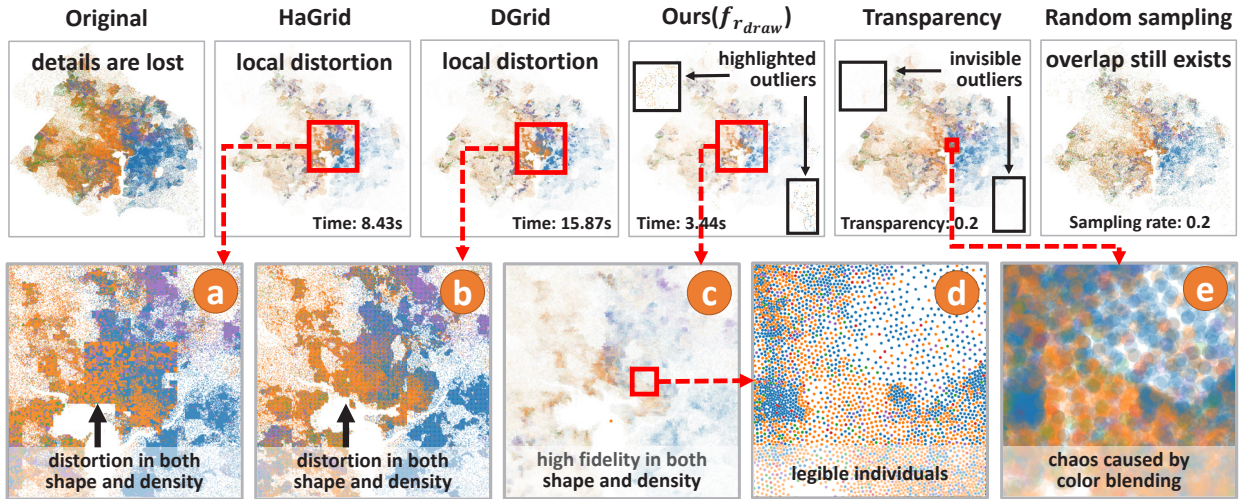 Original
HaGrid
DGrid
Ours(f_{r_{draw}})
Transparency
Random sampling
details are lost
local distortion
Time: 8.43s
local distortion
Time: 15.87s
highlighted
outliers
Time: 3.44s
invisible
outliers
Transparency: 0.2
overlap still exists
Sampling rate: 0.2
a
distortion in both
shape and density
b
distortion in both
shape and density
c
high fidelity in both
shape and density
d
legible individuals
e
chaos caused by
color blending